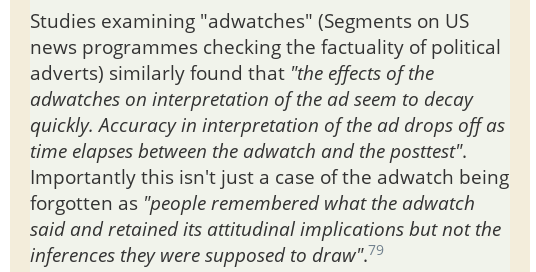 Studies examining "adwatches" (Segments on US
news programmes checking the factuality of political
adverts) similarly found that "the effects of the
adwatches on interpretation of the ad seem to decay
quickly. Accuracy in interpretation of the ad drops off as
time elapses between the adwatch and the posttest".
Importantly this isn't just a case of the adwatch being
forgotten as "people remembered what the adwatch
said and retained its attitudinal implications but not the
inferences they were supposed to draw".79